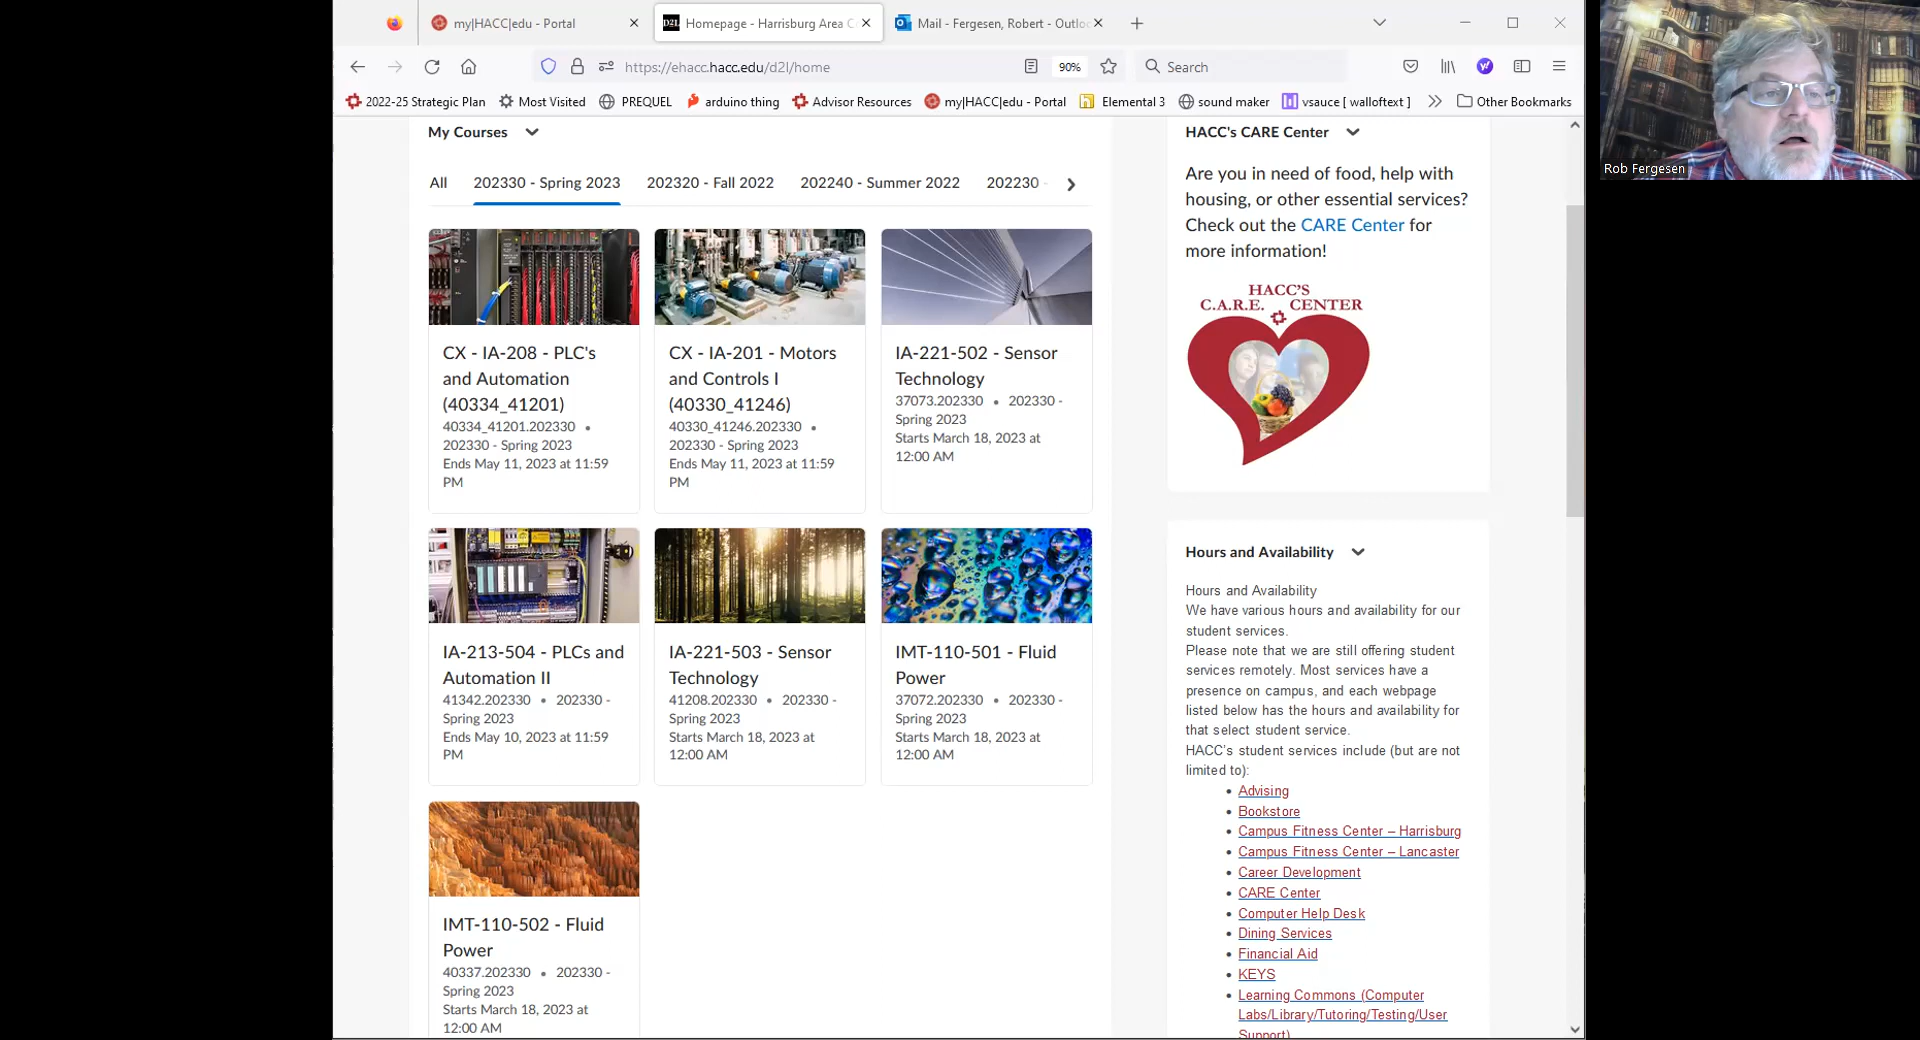 my|HACC|edu - Portal
D2L
Homepage - Harrisburg Area C
Mail - Fergesen, Robert - Outlo
https://ehacc.hacc.edu/d2l/home
90%
Search
2022-25 Strategic Plan
Most Visited
PREQUEL
arduino thing
Advisor Resources
my|HACC|edu - Portal
Elemental 3
sound maker
vsauce [ walloftext ]
Other Bookmarks
Rob Fergesen
My Courses
All
202330 - Spring 2023
202320 - Fall 2022
202240 - Summer 2022
202230 -
CX - IA-208 - PLC's
and Automation
(40334_41201)
40334_41201.202330 •
202330 - Spring 2023
Ends May 11, 2023 at 11:59
PM
CX - IA-201 - Motors
and Controls I
(40330_41246)
40330_41246.202330 •
202330 - Spring 2023
Ends May 11, 2023 at 11:59
PM
IA-221-502 - Sensor
Technology
37073.202330 • 202330 -
Spring 2023
Starts March 18, 2023 at
12:00 AM
IA-213-504 - PLCs and
Automation II
41342.202330 • 202330 -
Spring 2023
Ends May 10, 2023 at 11:59
PM
IA-221-503 - Sensor
Technology
41208.202330 • 202330 -
Spring 2023
Starts March 18, 2023 at
12:00 AM
IMT-110-501 - Fluid
Power
37072.202330 • 202330 -
Spring 2023
Starts March 18, 2023 at
12:00 AM
IMT-110-502 - Fluid
Power
40337.202330 • 202330 -
Spring 2023
Starts March 18, 2023 at
12:00 AM
HACC's CARE Center
Are you in need of food, help with
housing, or other essential services?
Check out the CARE Center for
more information!
HACC'S
C.A.R.E. CENTER
Hours and Availability
Hours and Availability
We have various hours and availability for our
student services.
Please note that we are still offering student
services remotely. Most services have a
presence on campus, and each webpage
listed below has the hours and availability for
that select student service.
HACC's student services include (but are not
limited to):
• Advising
• Bookstore
• Campus Fitness Center – Harrisburg
• Campus Fitness Center – Lancaster
• Career Development
• CARE Center
• Computer Help Desk
• Dining Services
• Financial Aid
• KEYS
• Learning Commons (Computer
Labs/Library/Tutoring/Testing/User
Support)